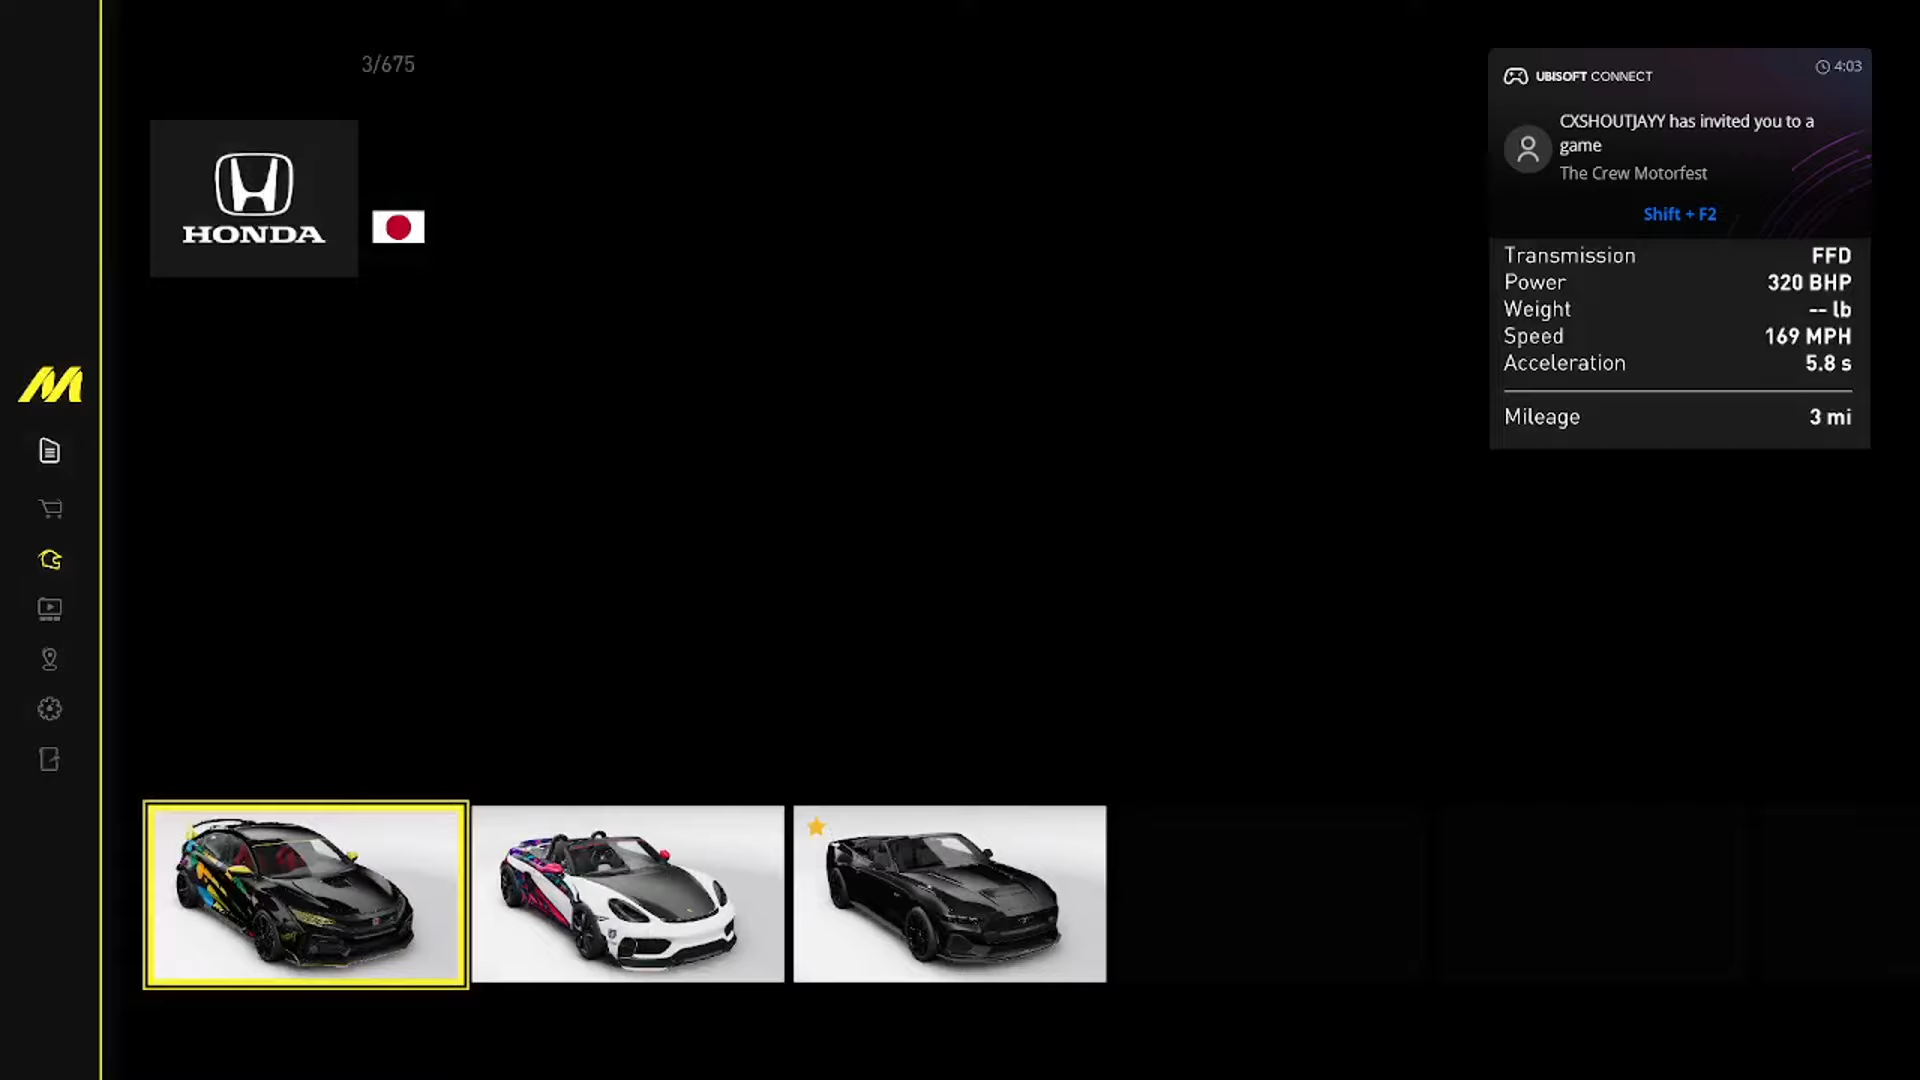 3/675
HONDA
UBISOFT CONNECT
4:03
CXSHOUTJAYY has invited you to a
game
The Crew Motorfest
Shift + F2
Transmission FFD
Power 320 BHP
Weight -- lb
Speed 169 MPH
Acceleration 5.8 s
Mileage 3 mi